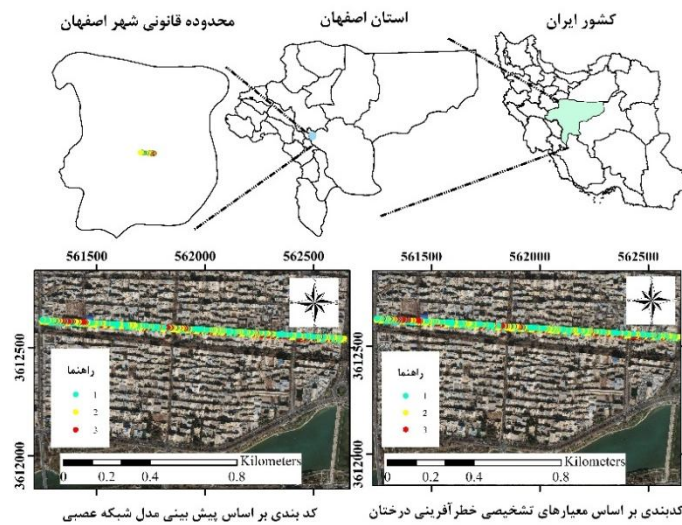 کشور ایران
استان اصفهان
محدوده قانونی شهر اصفهان
561500 562000 562500
561500 562000 562500
3612500
3612000
راهنما
1
2
3
Kilometers
0 0.2 0.4 0.8
3612500
3612000
راهنما
1
2
3
Kilometers
0 0.2 0.4 0.8
کدبندی بر اساس معیارهای تشخیصی خطرآفرینی درختان
کد بندی بر اساس پیش بینی مدل شبکه عصبی